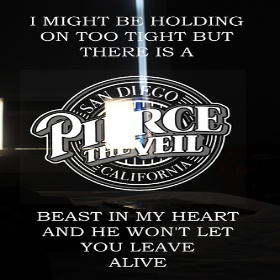 I MIGHT BE HOLDING
ON TOO TIGHT BUT
THERE IS A
SAN DIEGO
PIERCE
THE VEIL
CALIFORNIA
BEAST IN MY HEART
AND HE WON'T LET
YOU LEAVE
ALIVE